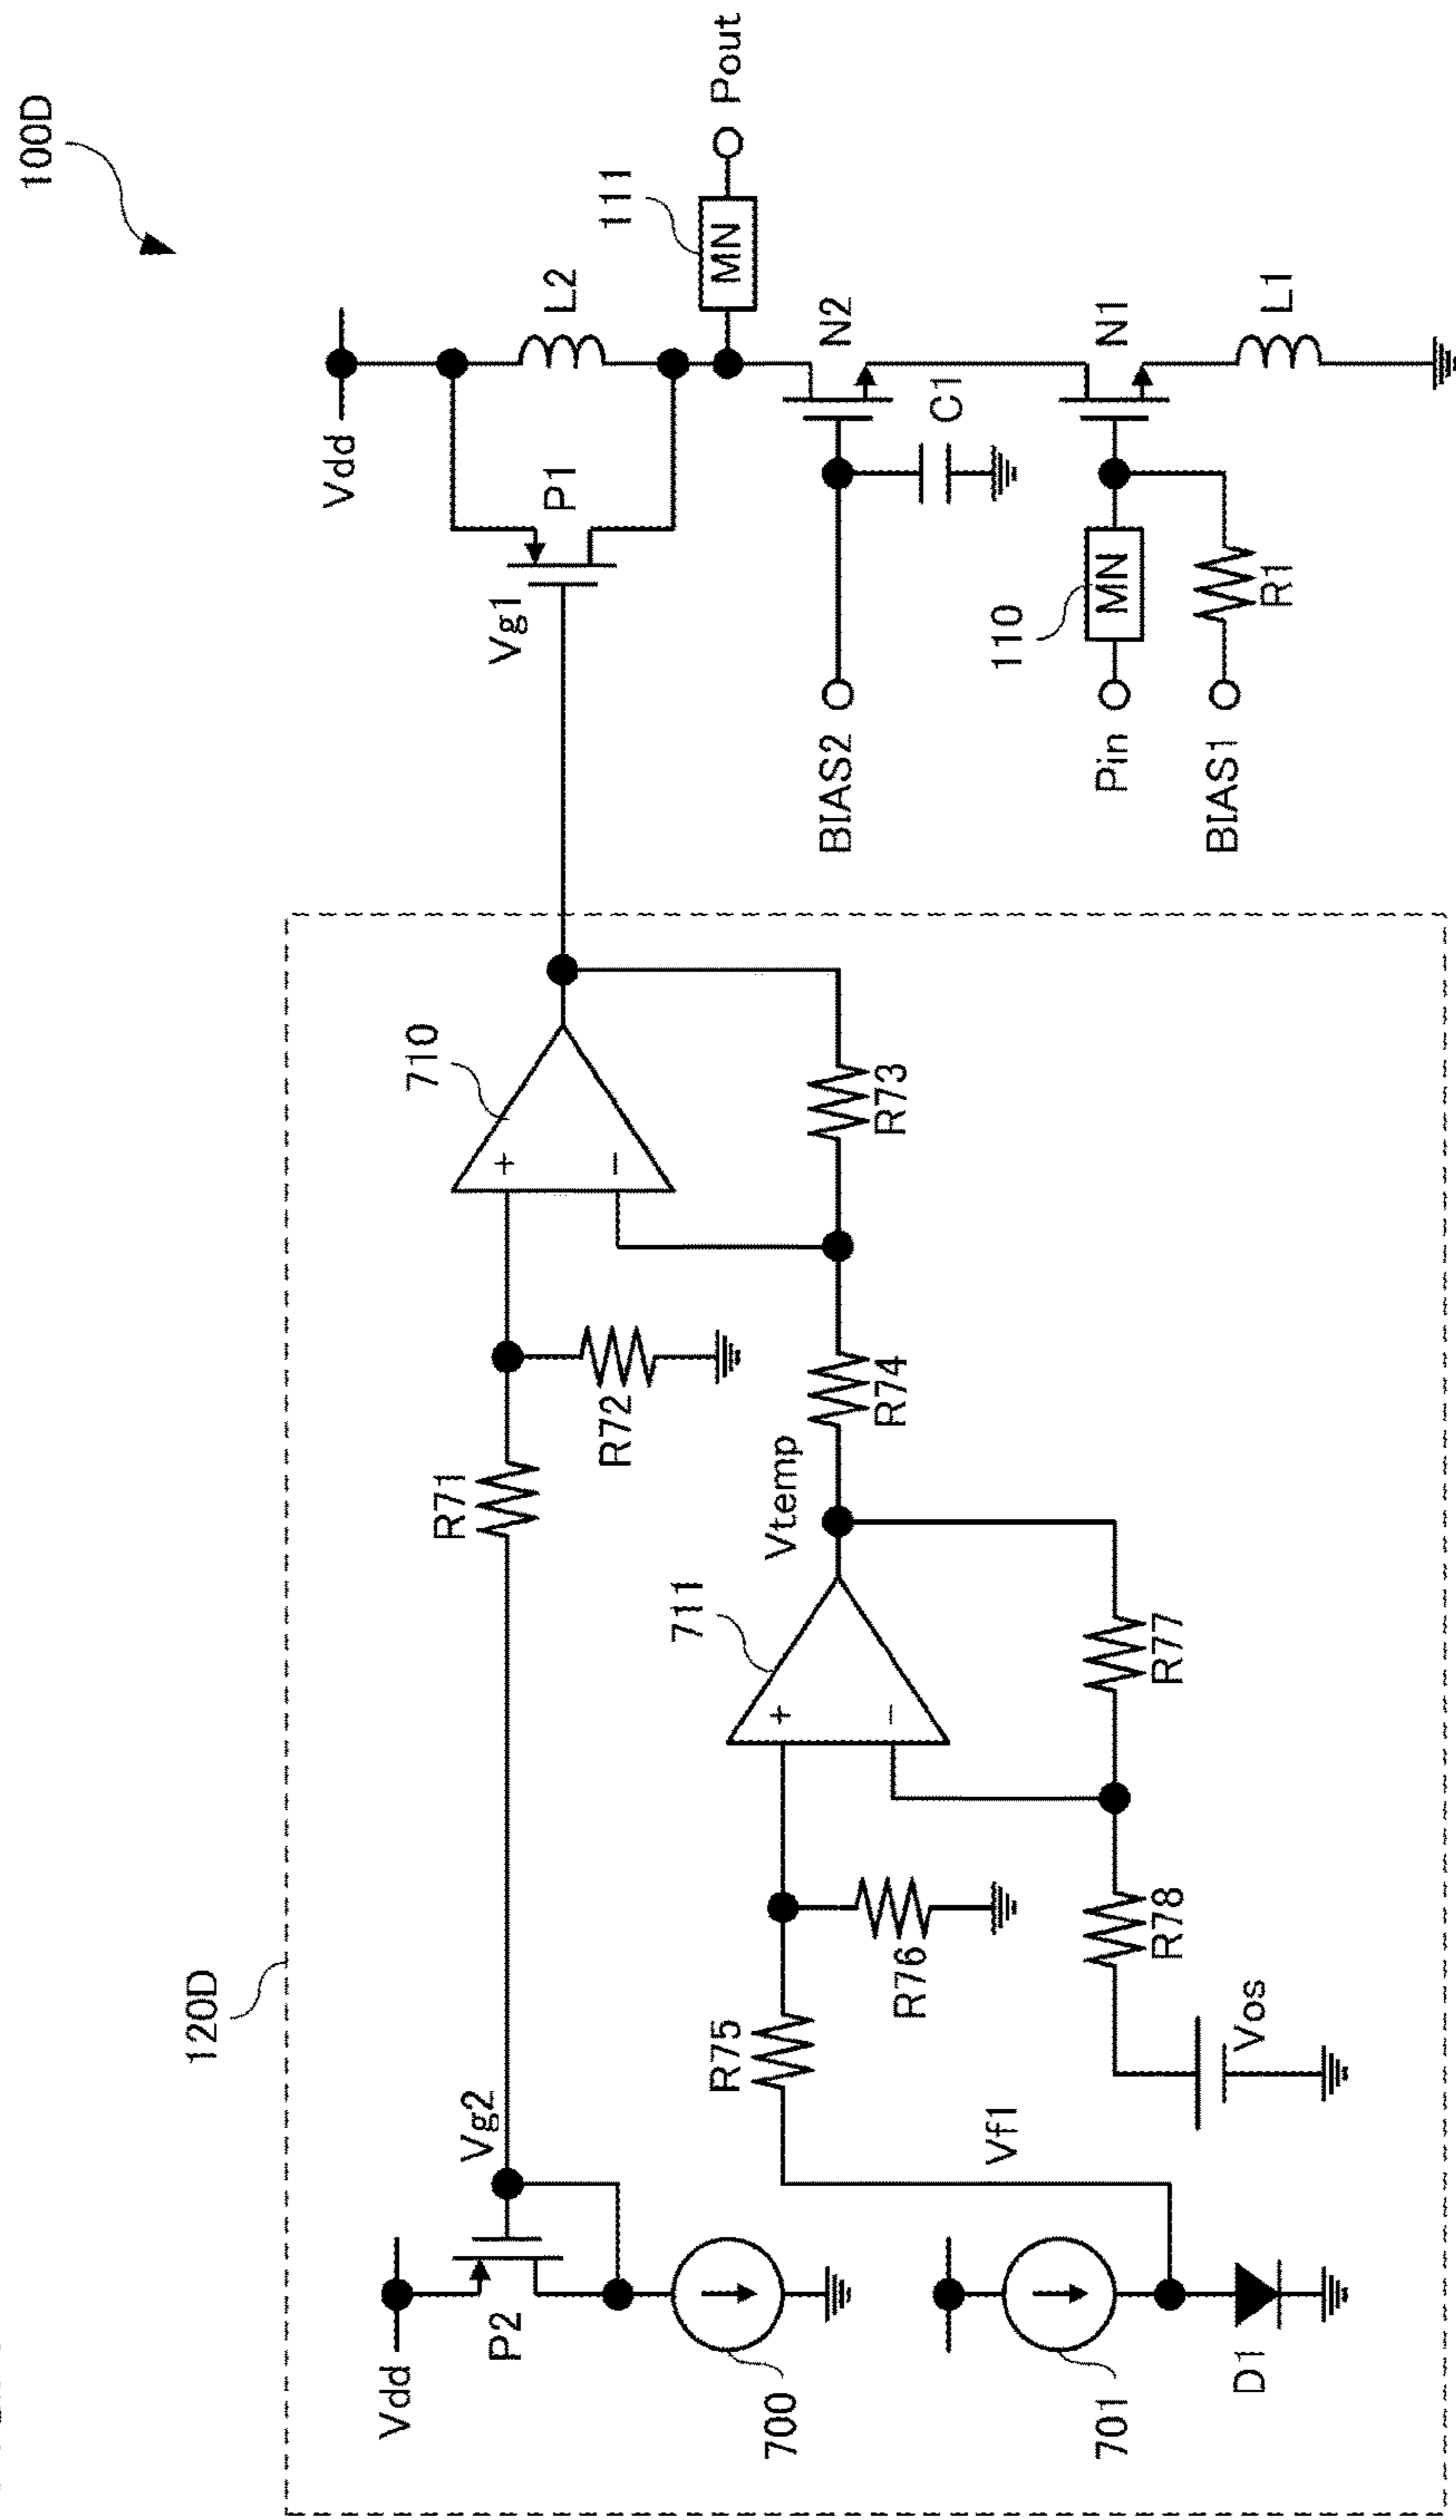 100D
120D
Vdd
P2
Vg2
700
R71
R72
710
+
−
R73
R74
Vtemp
711
+
−
R75
R76
R77
R78
Vos
Vf1
701
D1
Vg1
P1
Vdd
L2
111
MN
Pout
N2
C1
BIAS2
N1
L1
110
MN
Pin
R1
BIAS1